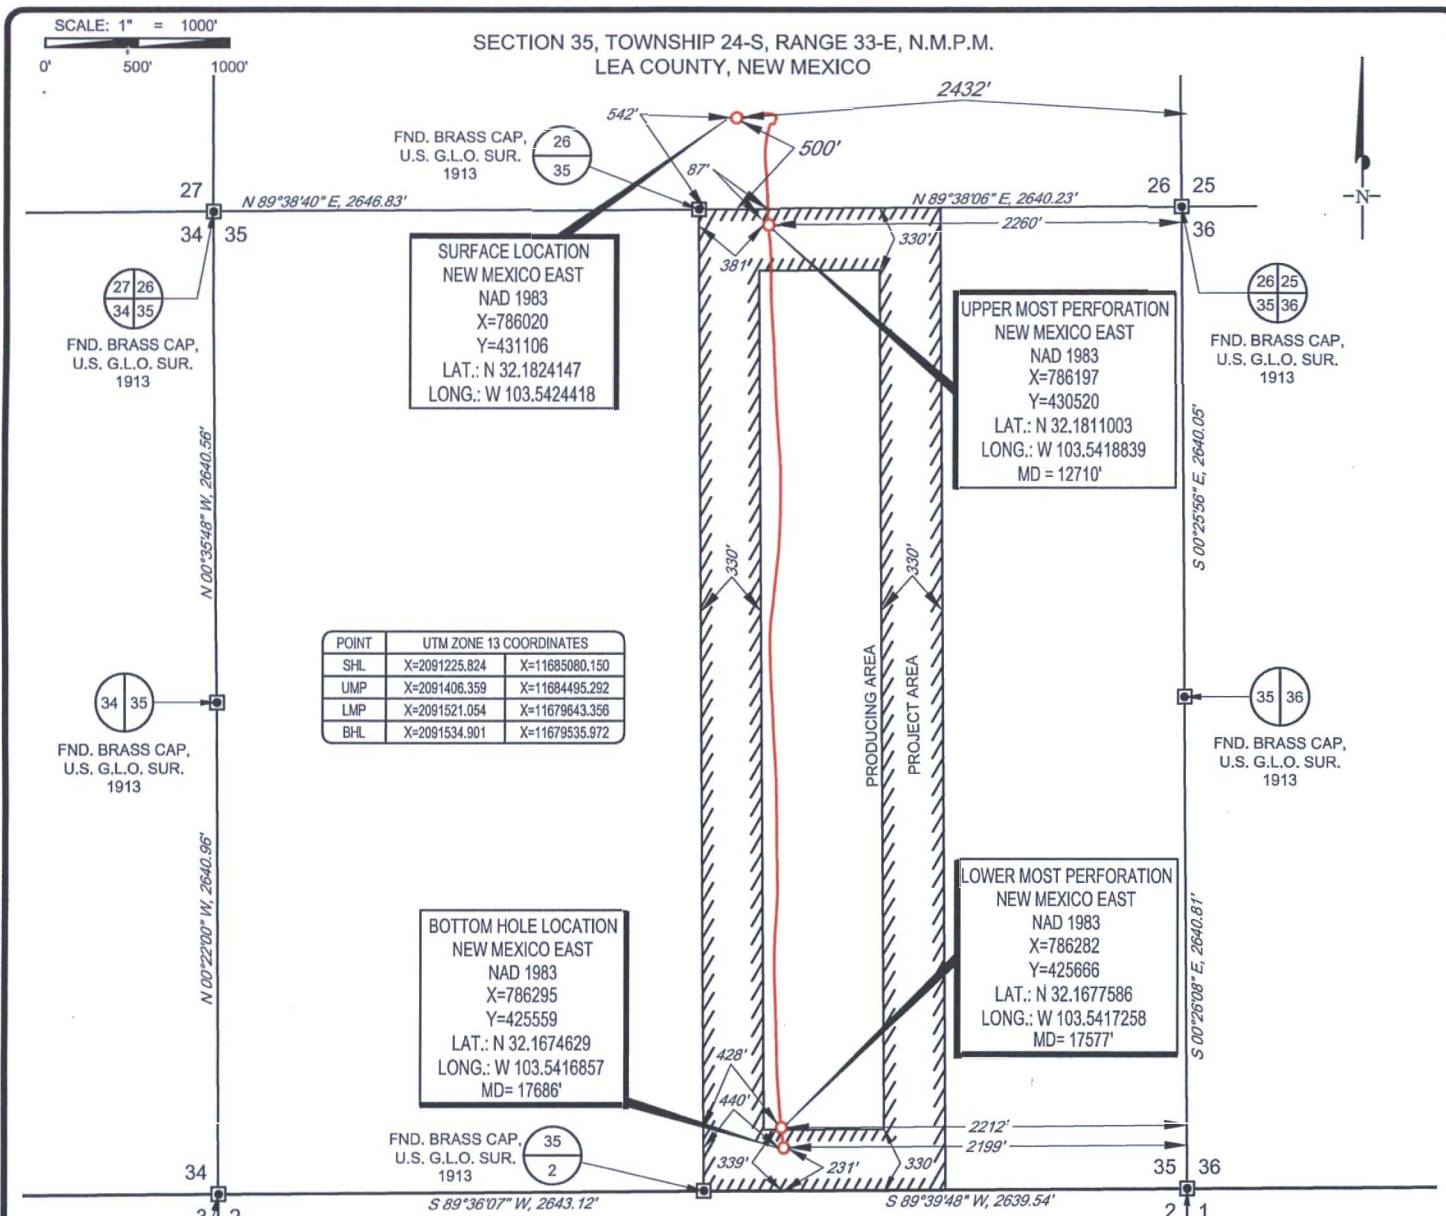 SCALE: 1" = 1000'
0' 500' 1000'
SECTION 35, TOWNSHIP 24-S, RANGE 33-E, N.M.P.M.
LEA COUNTY, NEW MEXICO
2432'
542'
500'
87'
FND. BRASS CAP,
U.S. G.L.O. SUR.
1913
26
35
27
N 89°38'40" E, 2646.83'
N 89°38'06" E, 2640.23'
26 25
N
34 35
36
2260'
330'
381'
SURFACE LOCATION
NEW MEXICO EAST
NAD 1983
X=786020
Y=431106
LAT.: N 32.1824147
LONG.: W 103.5424418
27 26
34 35
FND. BRASS CAP,
U.S. G.L.O. SUR.
1913
UPPER MOST PERFORATION
NEW MEXICO EAST
NAD 1983
X=786197
Y=430520
LAT.: N 32.1811003
LONG.: W 103.5418839
MD = 12710'
26 25
35 36
FND. BRASS CAP,
U.S. G.L.O. SUR.
1913
N 00°35'48" W, 2640.56'
S 00°25'56" E, 2640.05'
330'
330'
POINT UTM ZONE 13 COORDINATES
SHL X=2091225.824 X=11685080.150
UMP X=2091406.359 X=11684495.292
LMP X=2091521.054 X=11679643.356
BHL X=2091534.901 X=11679535.972
PRODUCING AREA
PROJECT AREA
34 35
FND. BRASS CAP,
U.S. G.L.O. SUR.
1913
35 36
FND. BRASS CAP,
U.S. G.L.O. SUR.
1913
N 00°22'00" W, 2640.96'
S 00°26'08" E, 2640.81'
BOTTOM HOLE LOCATION
NEW MEXICO EAST
NAD 1983
X=786295
Y=425559
LAT.: N 32.1674629
LONG.: W 103.5416857
MD= 17686'
LOWER MOST PERFORATION
NEW MEXICO EAST
NAD 1983
X=786282
Y=425666
LAT.: N 32.1677586
LONG.: W 103.5417258
MD= 17577'
428'
440'
2212'
2199'
339'
231'
330'
FND. BRASS CAP,
U.S. G.L.O. SUR.
1913
35
2
34
35 36
S 89°36'07" W, 2643.12'
S 89°39'48" W, 2639.54'
2 1